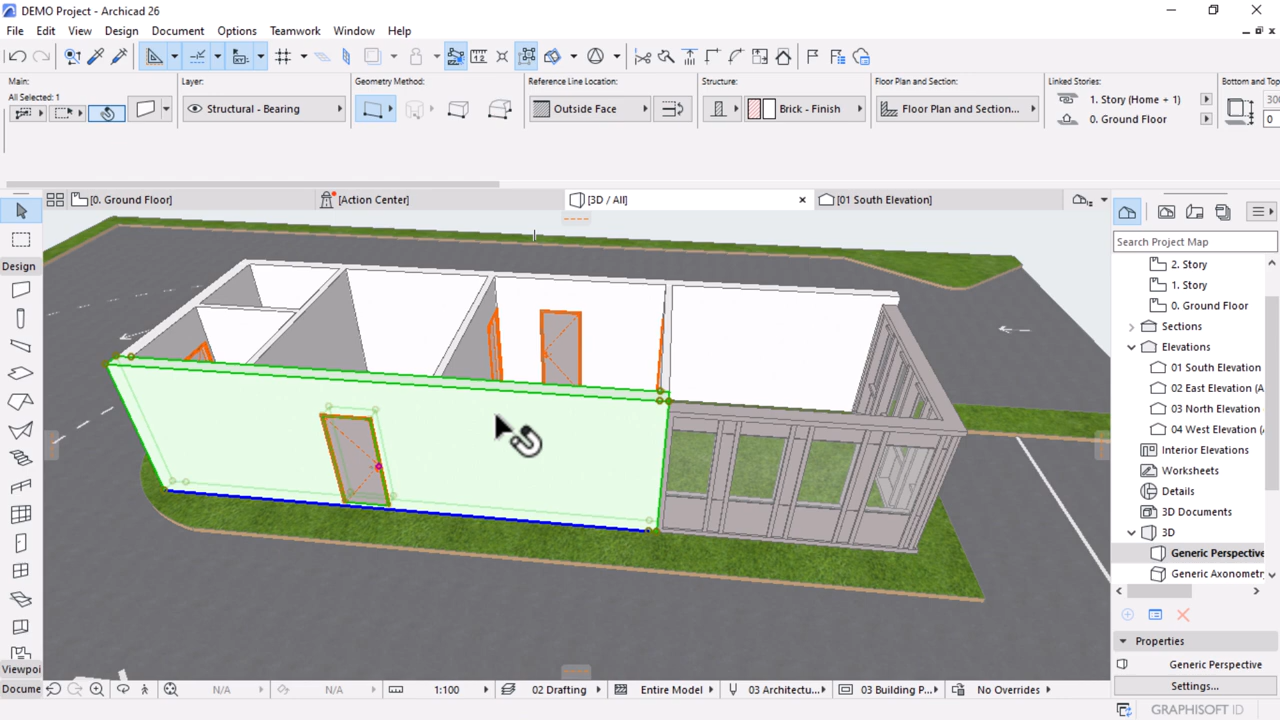 DEMO Project - Archicad 26
File Edit View Design Document Options Teamwork Window Help
Main:
All Selected: 1
Layer:
Structural - Bearing
Geometry Method:
Reference Line Location:
Outside Face
Structure:
Brick - Finish
Floor Plan and Section:
Floor Plan and Section...
Linked Stories:
1. Story (Home + 1)
0. Ground Floor
Bottom and Top
300
0
[0. Ground Floor]
[Action Center]
[3D / All]
[01 South Elevation]
Design
Search Project Map
2. Story
1. Story
0. Ground Floor
Sections
Elevations
01 South Elevation
02 East Elevation (A
03 North Elevation
04 West Elevation (A
Interior Elevations
Worksheets
Details
3D Documents
3D
Generic Perspective
Generic Axonometr
Properties
Generic Perspective
Settings...
Viewpoi
Docume
N/A
N/A
1:100
02 Drafting
Entire Model
03 Architectu...
03 Building P...
No Overrides
GRAPHISOFT ID